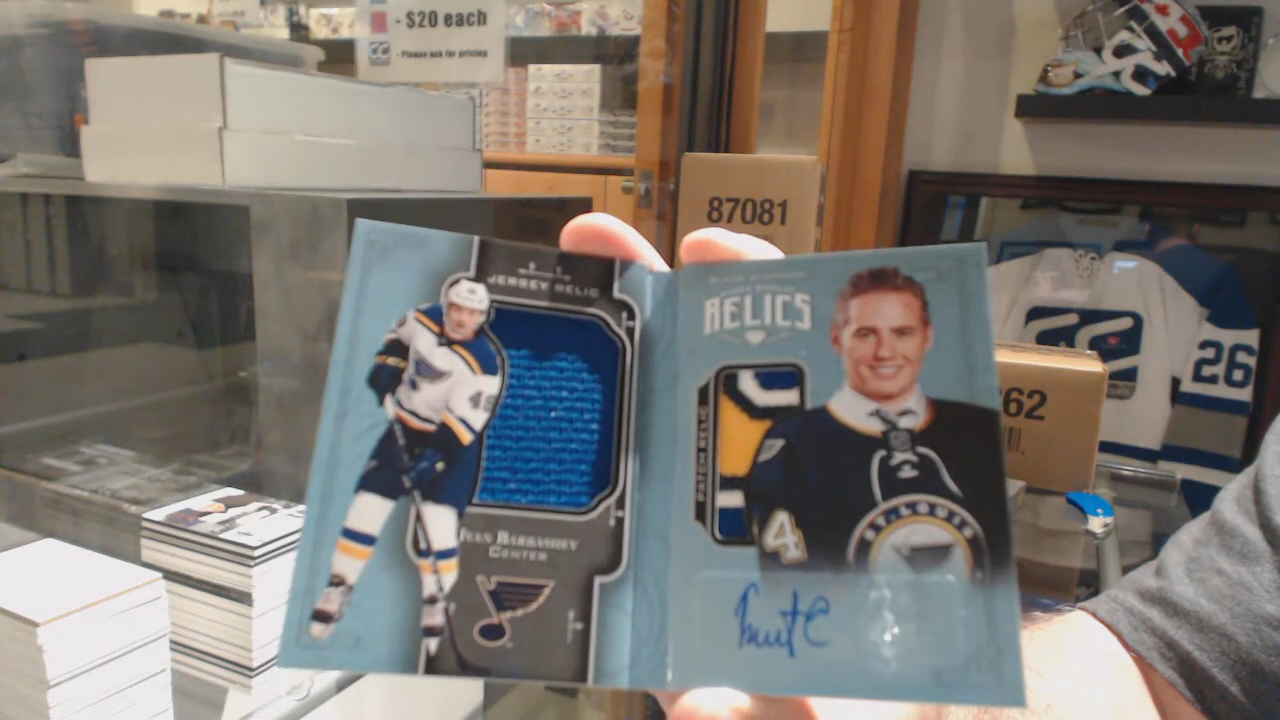 - $20 each
- Please ask for pricing
87081
62
26
JERSEY RELIC
RELICS
PATCH RELIC
48
4
ST. LOUIS
IVAN BARBASHEV
CENTER